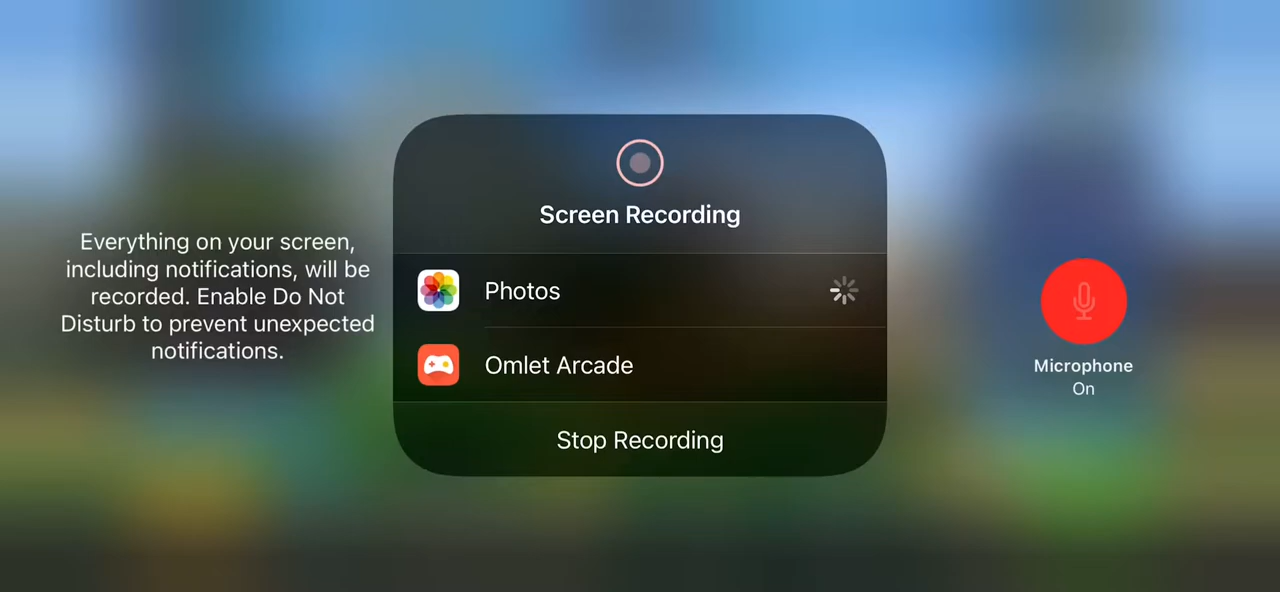 Everything on your screen,
including notifications, will be
recorded. Enable Do Not
Disturb to prevent unexpected
notifications.
Screen Recording
Photos
Omlet Arcade
Stop Recording
Microphone
On